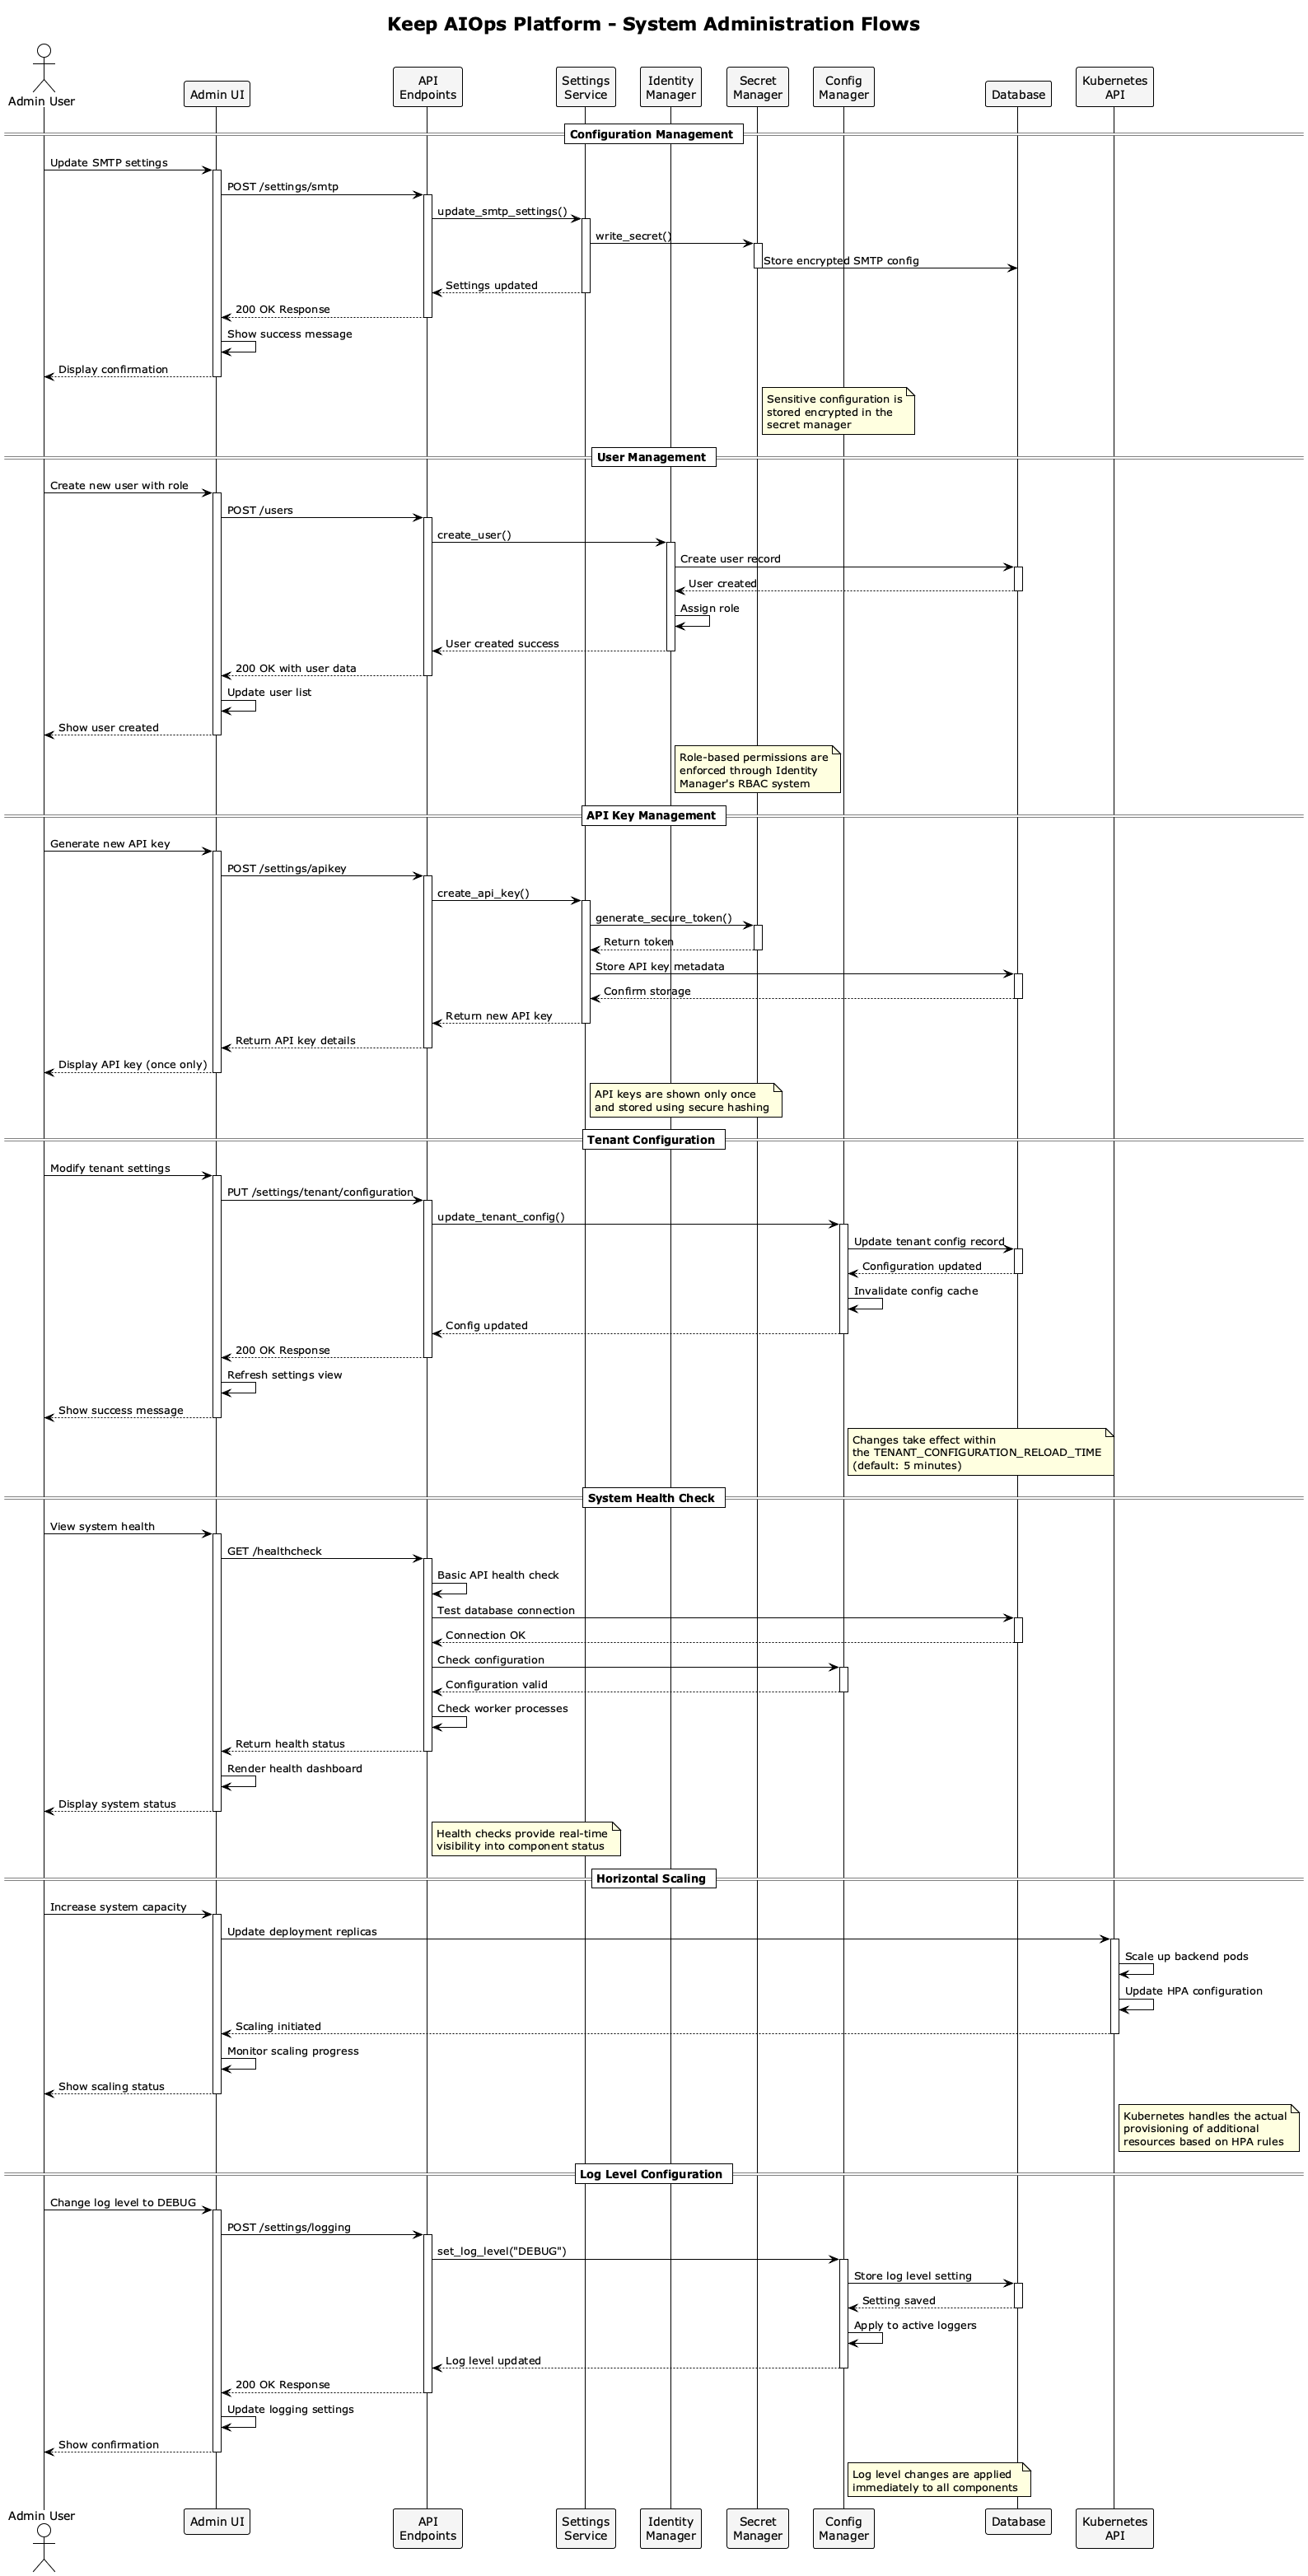 Keep AIOps Platform - System Administration Flows
Admin User
Admin UI
API
Endpoints
Settings
Service
Identity
Manager
Secret
Manager
Config
Manager
Database
Kubernetes
API
Configuration Management
Update SMTP settings
POST /settings/smtp
update_smtp_settings()
write_secret()
Store encrypted SMTP config
Settings updated
200 OK Response
Show success message
Display confirmation
Sensitive configuration is
stored encrypted in the
secret manager
User Management
Create new user with role
POST /users
create_user()
Create user record
User created
Assign role
User created success
200 OK with user data
Update user list
Show user created
Role-based permissions are
enforced through Identity
Manager's RBAC system
API Key Management
Generate new API key
POST /settings/apikey
create_api_key()
generate_secure_token()
Return token
Store API key metadata
Confirm storage
Return new API key
Return API key details
Display API key (once only)
API keys are shown only once
and stored using secure hashing
Tenant Configuration
Modify tenant settings
PUT /settings/tenant/configuration
update_tenant_config()
Update tenant config record
Configuration updated
Invalidate config cache
Config updated
200 OK Response
Refresh settings view
Show success message
Changes take effect within
the TENANT_CONFIGURATION_RELOAD_TIME
(default: 5 minutes)
System Health Check
View system health
GET /healthcheck
Basic API health check
Test database connection
Connection OK
Check configuration
Configuration valid
Check worker processes
Return health status
Render health dashboard
Display system status
Health checks provide real-time
visibility into component status
Horizontal Scaling
Increase system capacity
Update deployment replicas
Scale up backend pods
Update HPA configuration
Scaling initiated
Monitor scaling progress
Show scaling status
Kubernetes handles the actual
provisioning of additional
resources based on HPA rules
Log Level Configuration
Change log level to DEBUG
POST /settings/logging
set_log_level("DEBUG")
Store log level setting
Setting saved
Apply to active loggers
Log level updated
200 OK Response
Update logging settings
Show confirmation
Log level changes are applied
immediately to all components
Admin User
Admin UI
API
Endpoints
Settings
Service
Identity
Manager
Secret
Manager
Config
Manager
Database
Kubernetes
API